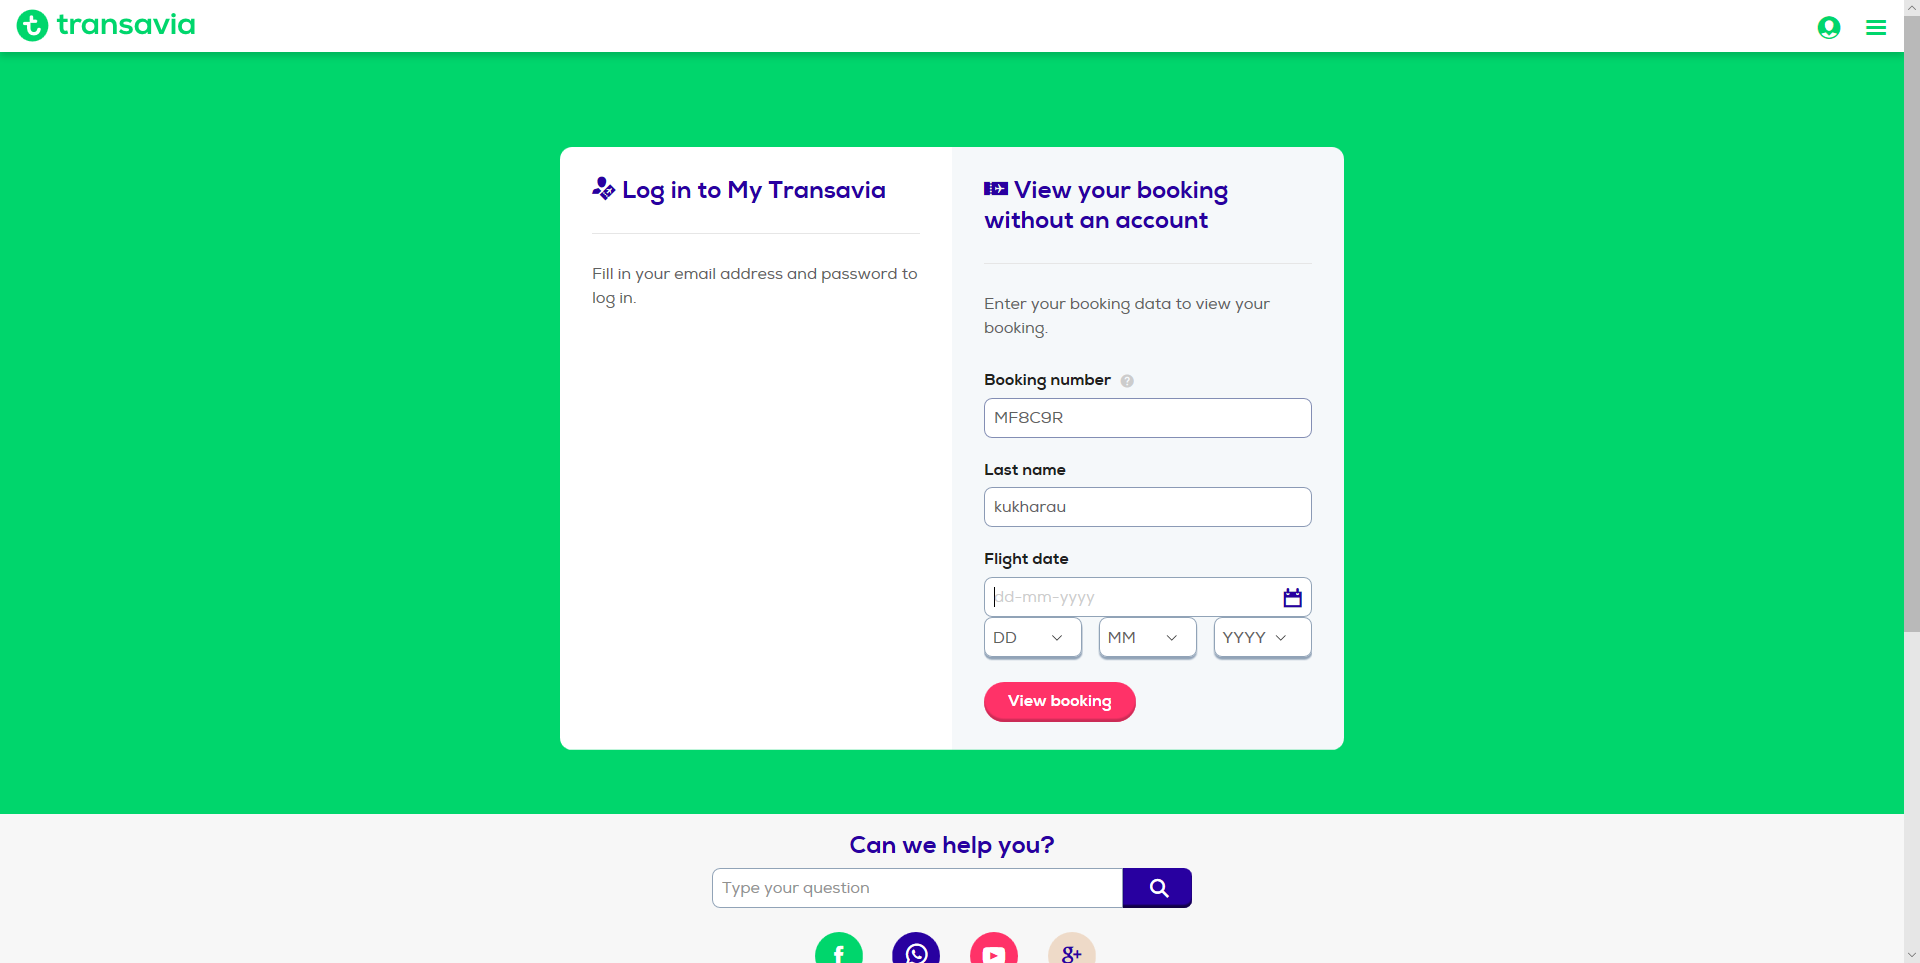 transavia
Log in to My Transavia
Fill in your email address and password to
log in.
View your booking
without an account
Enter your booking data to view your
booking.
Booking number ?
MF8C9R
Last name
kukharau
Flight date
dd-mm-yyyy
DD MM YYYY
View booking
Can we help you?
Type your question
f g+